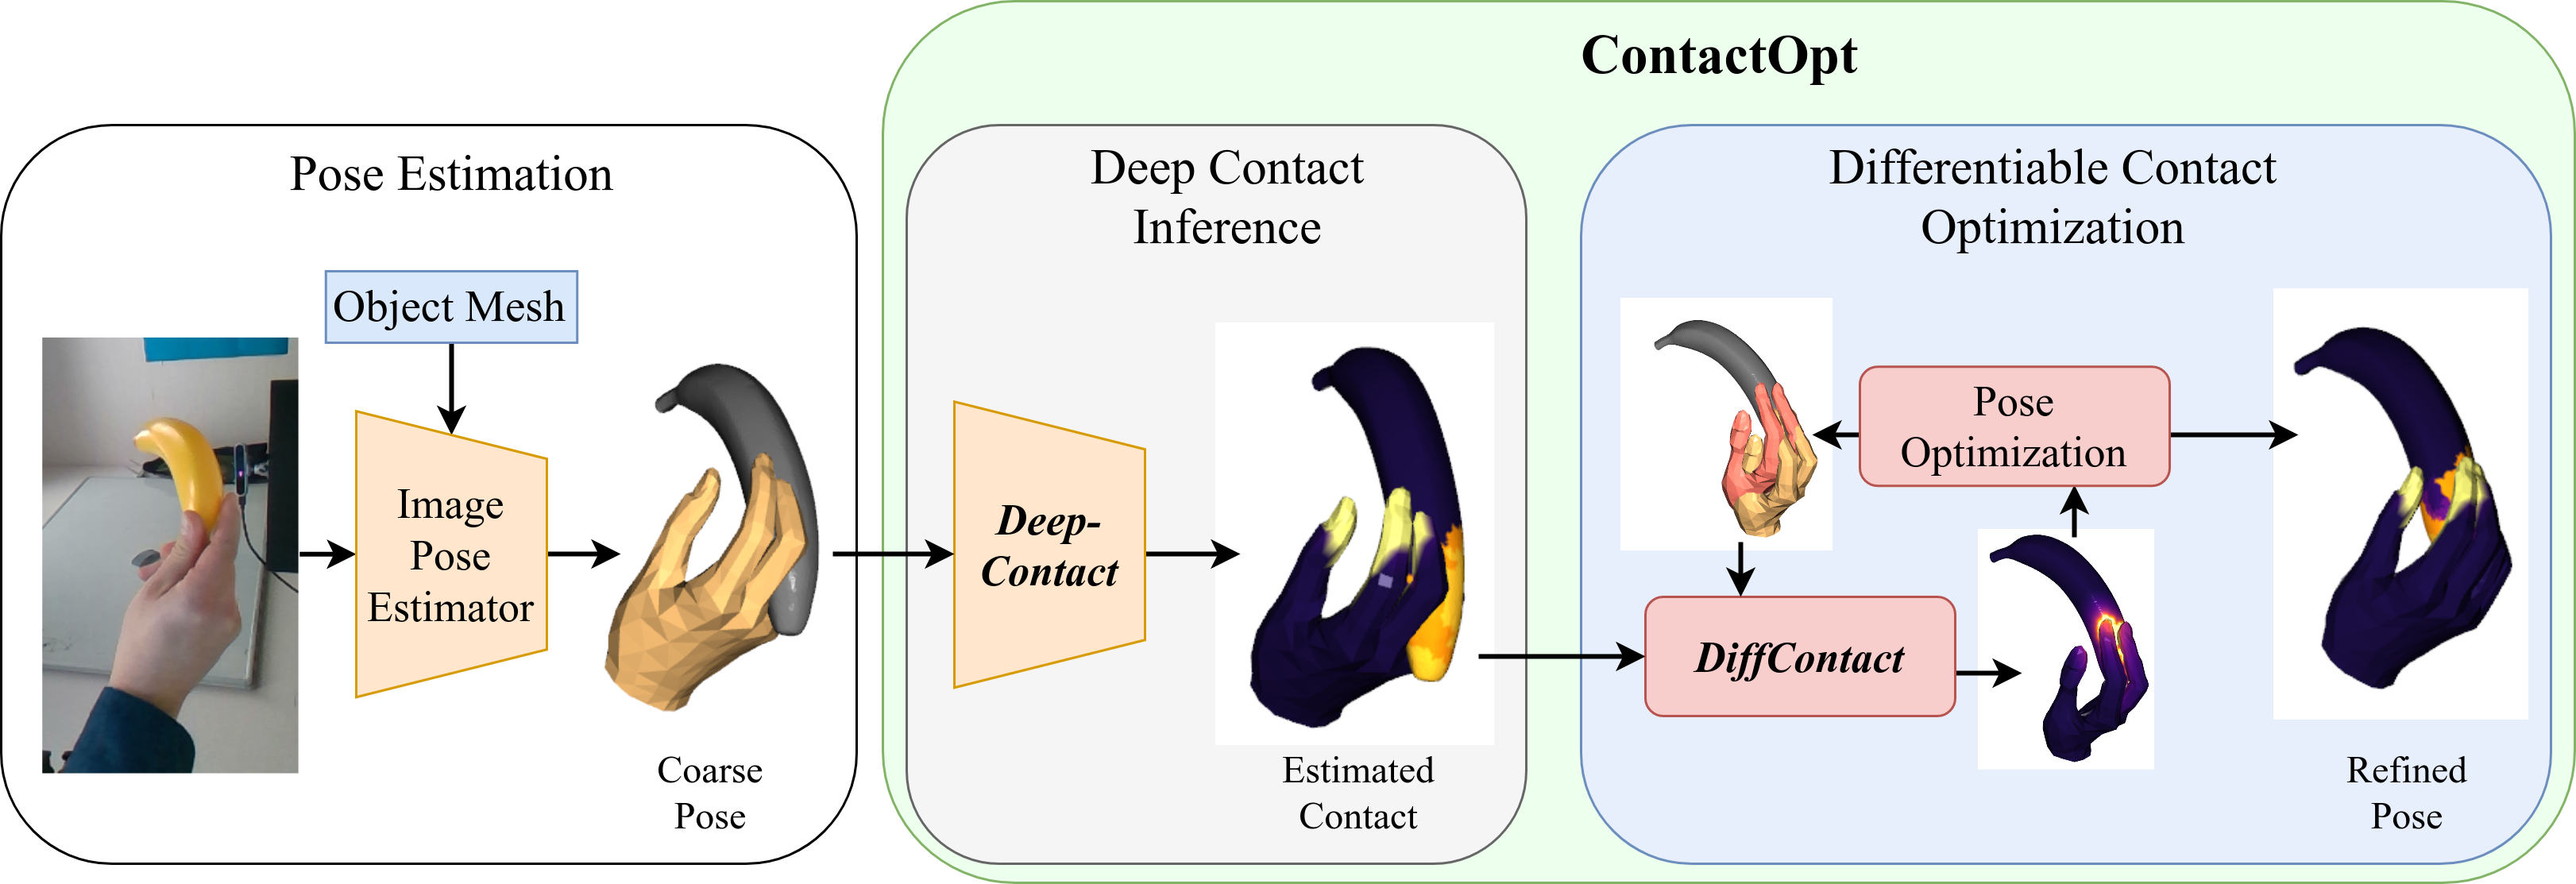 ContactOpt
Pose Estimation
Object Mesh
Image
Pose
Estimator
Coarse
Pose
Deep Contact
Inference
Deep-
Contact
Estimated
Contact
Differentiable Contact
Optimization
Pose
Optimization
DiffContact
Refined
Pose